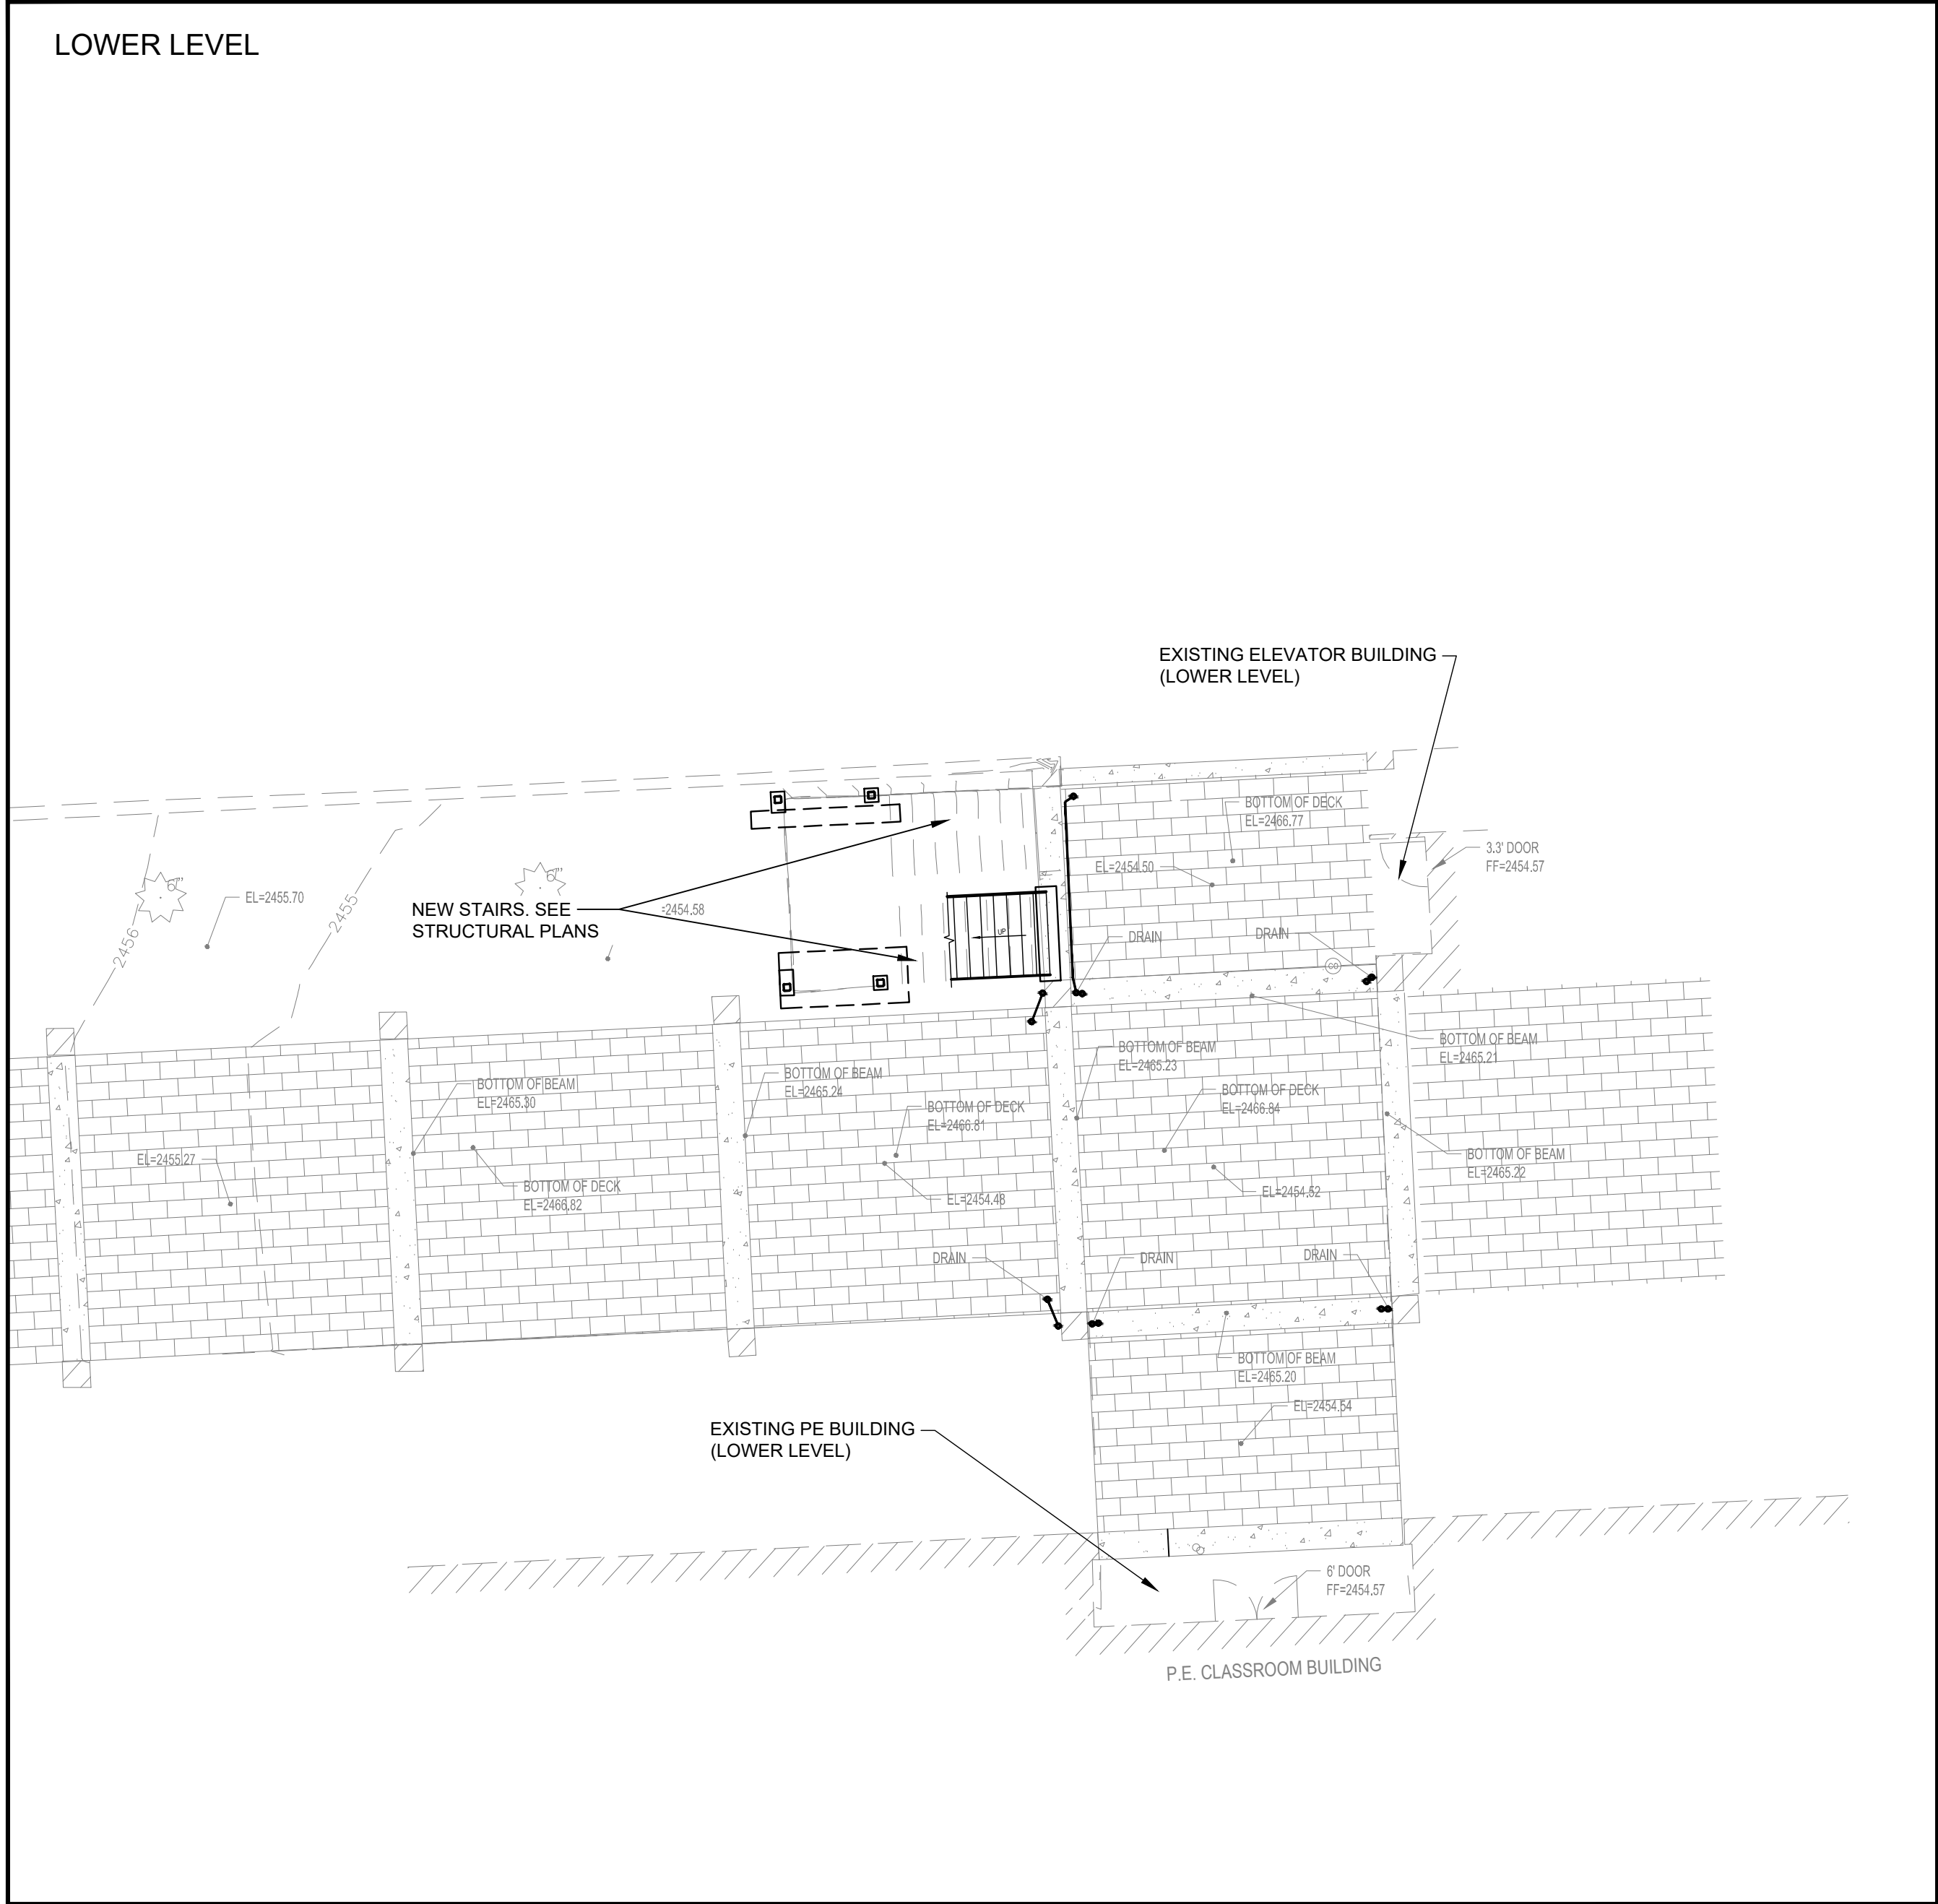 LOWER LEVEL
EXISTING ELEVATOR BUILDING
(LOWER LEVEL)
BOTTOM OF DECK
EL=2466.77
3.3' DOOR
FF=2454.57
EL=2454.50
6"
6"
EL=2455.70
2455
2456
NEW STAIRS. SEE
STRUCTURAL PLANS
=2454.58
UP
DRAIN
DRAIN
CO
BOTTOM OF BEAM
EL=2465.21
BOTTOM OF BEAM
EL=2465.23
BOTTOM OF BEAM
EL=2465.24
BOTTOM OF BEAM
EL=2465.30
BOTTOM OF DECK
EL=2466.84
BOTTOM OF DECK
EL=2466.81
EL=2455.27
BOTTOM OF BEAM
EL=2465.22
BOTTOM OF DECK
EL=2466.82
EL=2454.48
EL=2454.52
DRAIN
DRAIN
DRAIN
BOTTOM OF BEAM
EL=2465.20
EL=2454.54
EXISTING PE BUILDING
(LOWER LEVEL)
6' DOOR
FF=2454.57
P.E. CLASSROOM BUILDING